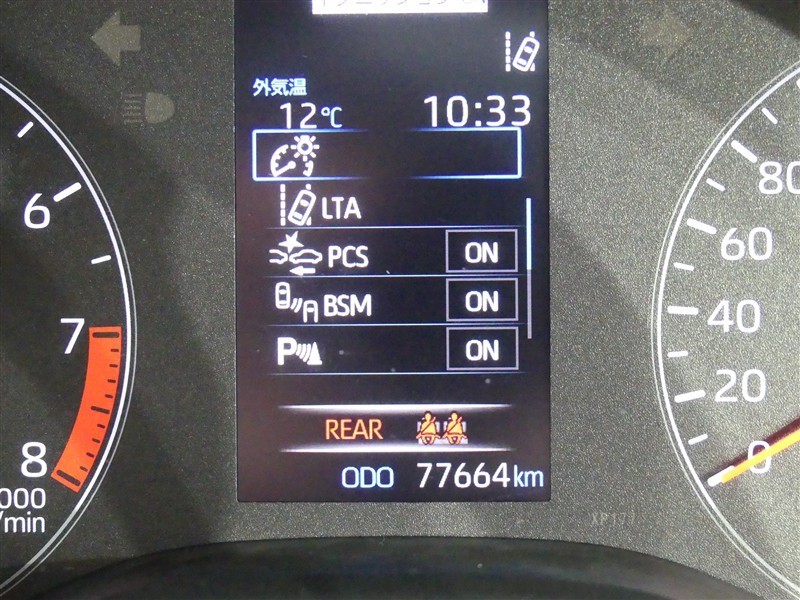 外気温
12℃ 10:33
LTA
PCS ON
BSM ON
P ON
REAR
ODO 77664km
6
7
8
/min
80
60
40
20
0